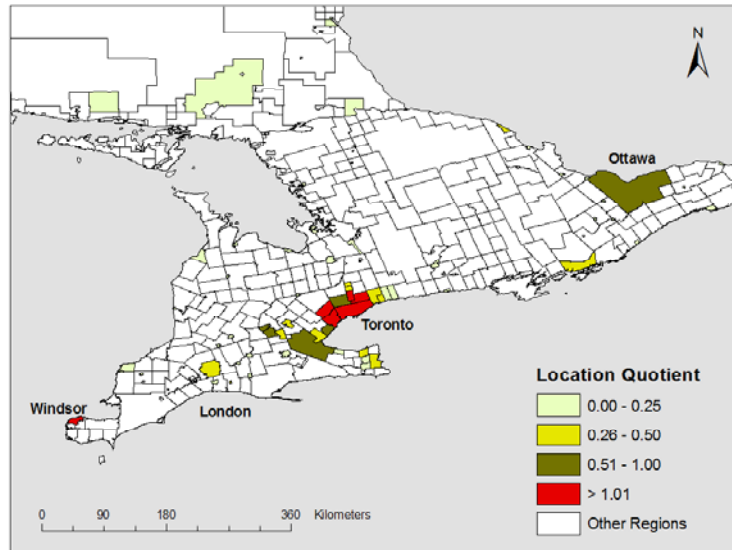 N
Ottawa
Toronto
Windsor
London
Location Quotient
0.00 - 0.25
0.26 - 0.50
0.51 - 1.00
> 1.01
Other Regions
0 90 180 360 Kilometers